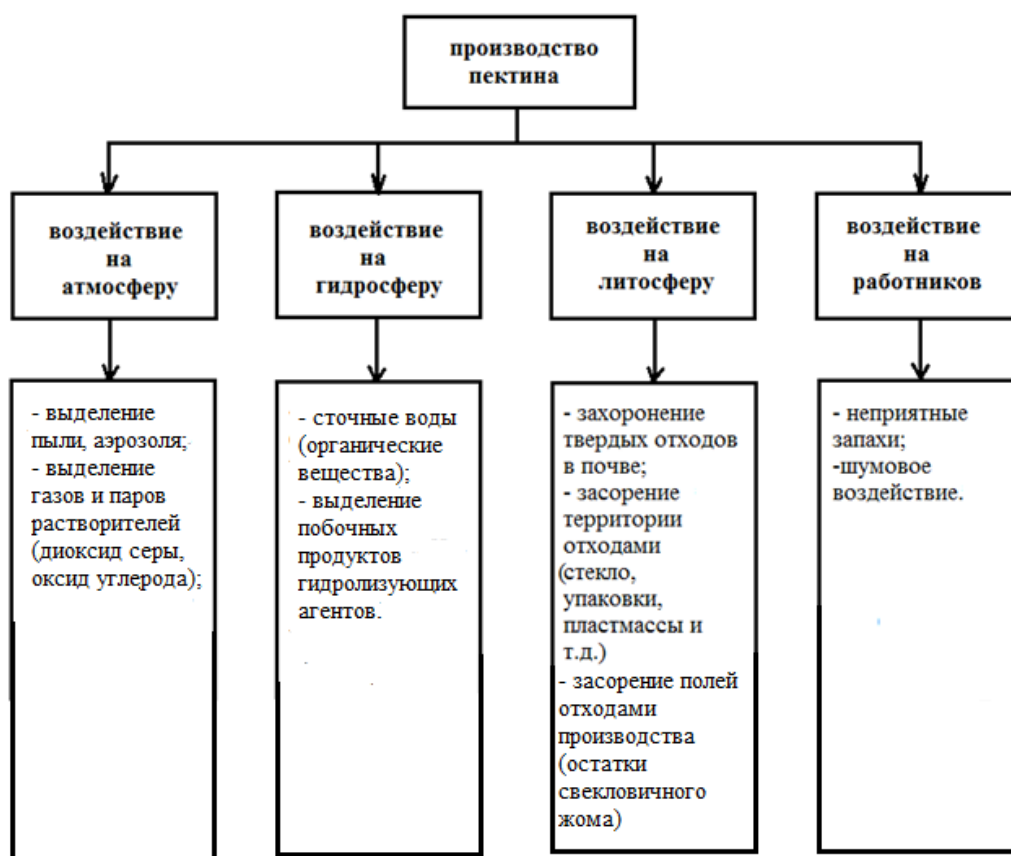 производство
пектина
воздействие
на
атмосферу
воздействие
на
гидросферу
воздействие
на
литосферу
воздействие
на
работников
- выделение
пыли, аэрозоля;
- выделение
газов и паров
растворителей
(диоксид серы,
оксид углерода);
- сточные воды
(органические
вещества);
- выделение
побочных
продуктов
гидролизующих
агентов.
- захоронение
твердых отходов
в почве;
- засорение
территории
отходами
(стекло,
упаковки,
пластмассы и
т.д.)
- засорение полей
отходами
производства
(остатки
свекловичного
жома)
- неприятные
запахи;
-шумовое
воздействие.